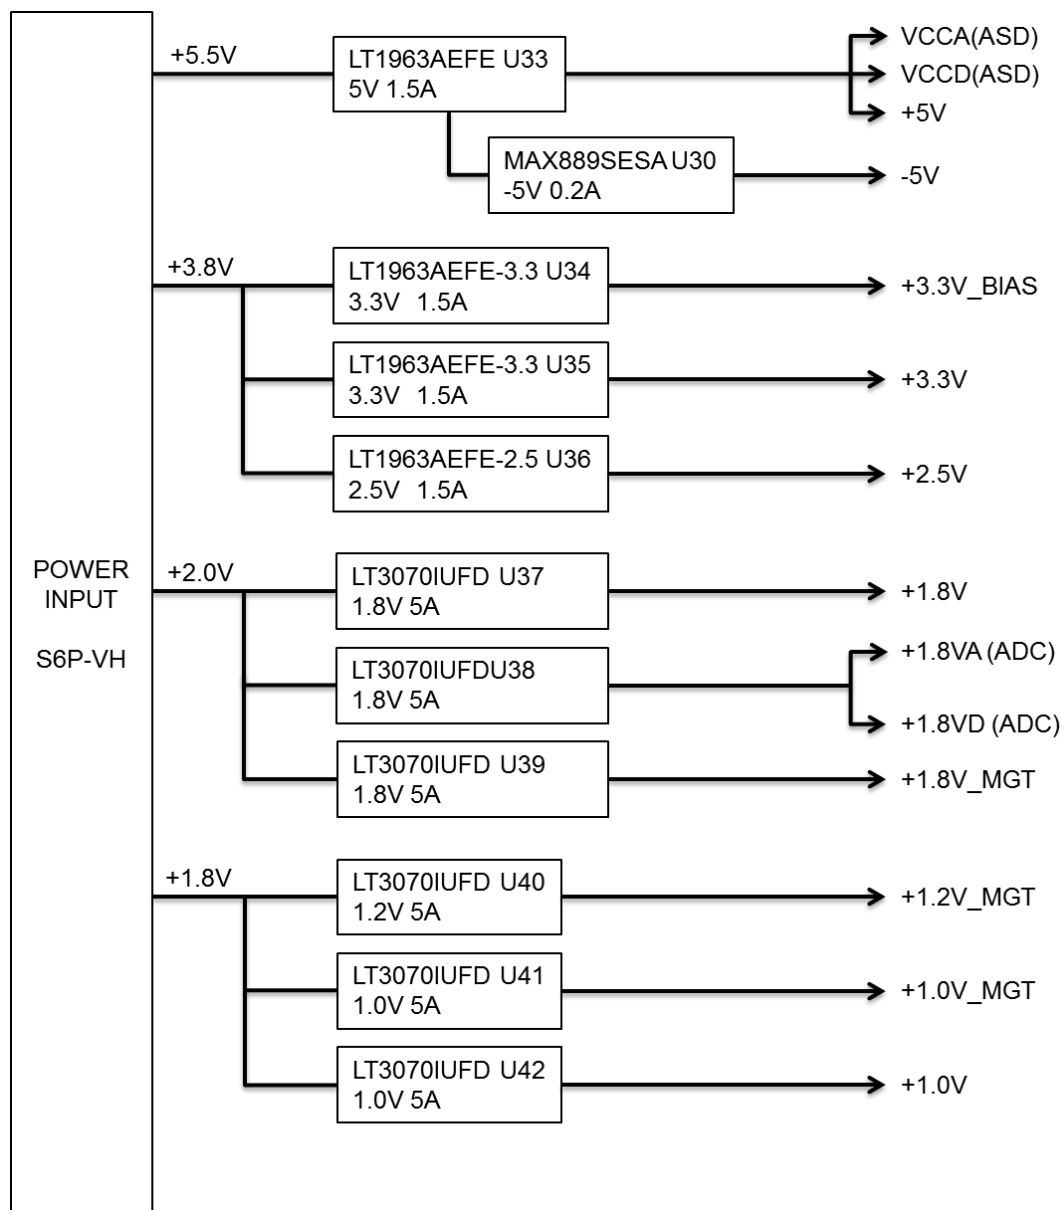 +5.5V
LT1963AEFE U33
5V 1.5A
VCCA(ASD)
VCCD(ASD)
+5V
MAX889SESA U30
-5V 0.2A
-5V
+3.8V
LT1963AEFE-3.3 U34
3.3V 1.5A
+3.3V_BIAS
LT1963AEFE-3.3 U35
3.3V 1.5A
+3.3V
LT1963AEFE-2.5 U36
2.5V 1.5A
+2.5V
POWER
INPUT
S6P-VH
+2.0V
LT3070IUFD U37
1.8V 5A
+1.8V
LT3070IUFDU38
1.8V 5A
+1.8VA (ADC)
+1.8VD (ADC)
LT3070IUFD U39
1.8V 5A
+1.8V_MGT
+1.8V
LT3070IUFD U40
1.2V 5A
+1.2V_MGT
LT3070IUFD U41
1.0V 5A
+1.0V_MGT
LT3070IUFD U42
1.0V 5A
+1.0V